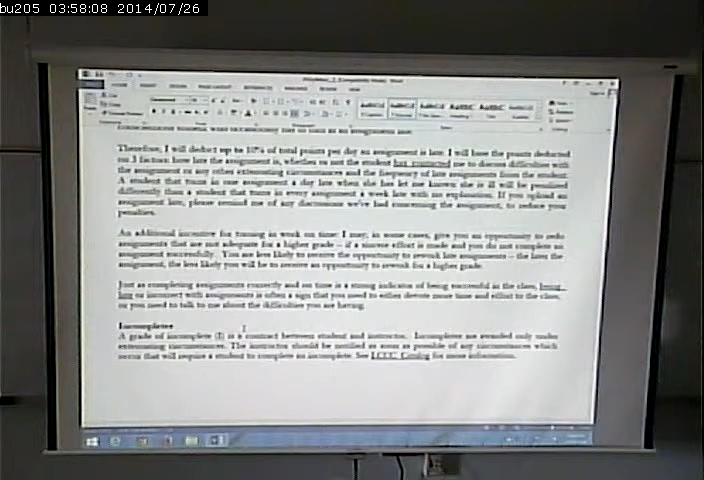 bu205 03:58:08 2014/07/26
Therefore, I will deduct up to 10% of total points per day an assignment is late. I will base the points deducted
on 3 factors: how late the assignment is, whether or not the student has contacted me to discuss difficulties with
the assignment or any other extenuating circumstances and the frequency of late assignments from the student.
A student that turns in one assignment a day late when she has let me known she is ill will be penalized
differently than a student that turns in every assignment a week late with no explanation. If you upload an
assignment late, please remind me of any discussions we've had concerning the assignment, to reduce your
penalties.
An additional incentive for turning in work on time: I may, in some cases, give you an opportunity to redo
assignments that are not adequate for a higher grade – if a sincere effort is made and you do not complete an
assignment successfully. You are less likely to receive the opportunity to rework late assignments – the later the
assignment, the less likely you will be to receive an opportunity to rework for a higher grade.
Just as completing assignments correctly and on time is a strong indicator of being successful in the class, being
late or incorrect with assignments is often a sign that you need to either devote more time and effort to the class,
or you need to talk to me about the difficulties you are having.
Incompletes
A grade of incomplete (I) is a contract between student and instructor. Incompletes are awarded only under
extenuating circumstances. The instructor should be notified as soon as possible of any circumstances which
occur that will require a student to complete an incomplete. See LCCC Catalog for more information.